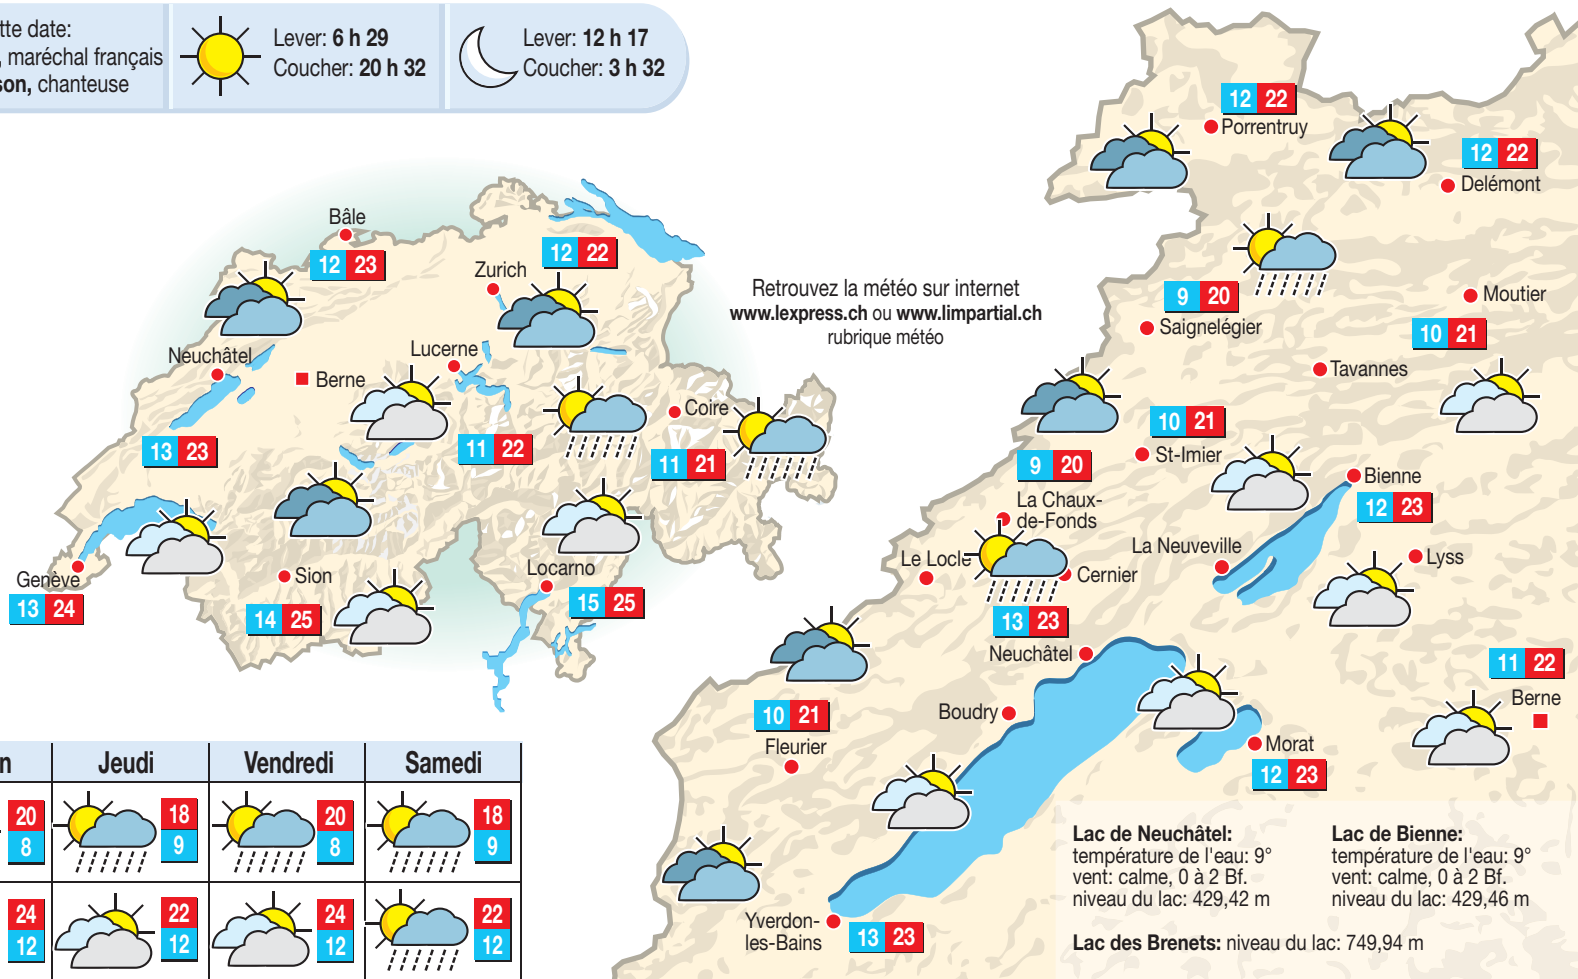 tte date:
, maréchal français
son, chanteuse
Lever: 6 h 29
Coucher: 20 h 32
Lever: 12 h 17
Coucher: 3 h 32
Bâle
12 23
Zurich
12 22
Neuchâtel
13 23
Berne
Lucerne
11 22
Coire
11 21
Genève
13 24
Sion
14 25
Locarno
15 25
Retrouvez la météo sur internet
www.lexpress.ch ou www.limpartial.ch
rubrique météo
12 22
Porrentruy
12 22
Delémont
9 20
Saignelégier
Moutier
10 21
Tavannes
10 21
St-Imier
9 20
La Chaux-
de-Fonds
Bienne
12 23
Le Locle
Cernier
La Neuveville
Lyss
13 23
Neuchâtel
11 22
Berne
Boudry
10 21
Fleurier
Morat
12 23
Yverdon-
les-Bains
13 23
n
Jeudi
Vendredi
Samedi
20
8
18
9
20
8
18
9
24
12
22
12
24
12
22
12
Lac de Neuchâtel:
température de l'eau: 9°
vent: calme, 0 à 2 Bf.
niveau du lac: 429,42 m
Lac de Bienne:
température de l'eau: 9°
vent: calme, 0 à 2 Bf.
niveau du lac: 429,46 m
Lac des Brenets: niveau du lac: 749,94 m